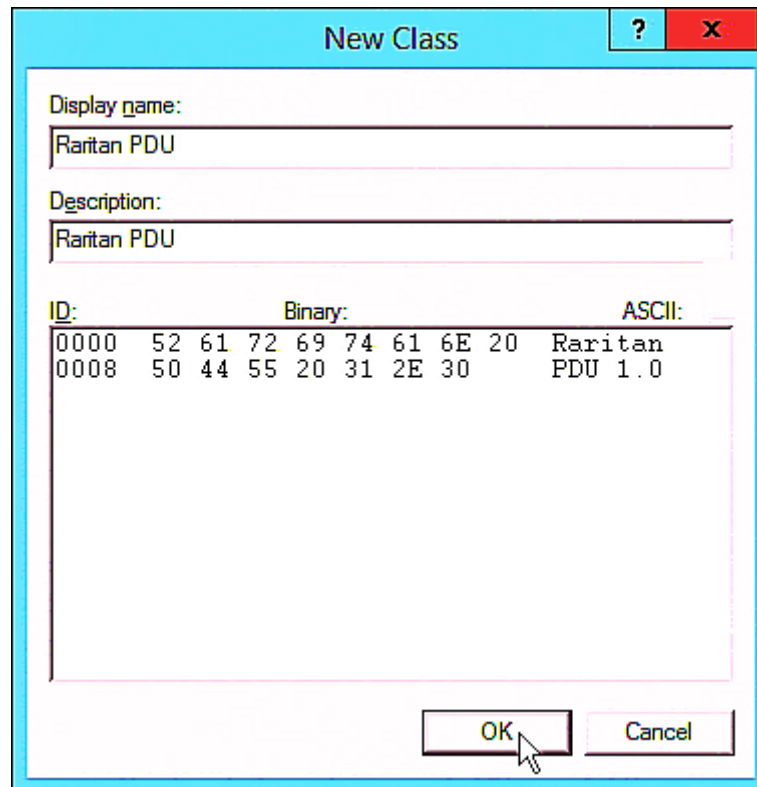 New Class
?
x
Display name:
Raritan PDU
Description:
Raritan PDU
ID: Binary: ASCII:
0000 52 61 72 69 74 61 6E 20 Raritan
0008 50 44 55 20 31 2E 30 PDU 1.0
OK
Cancel